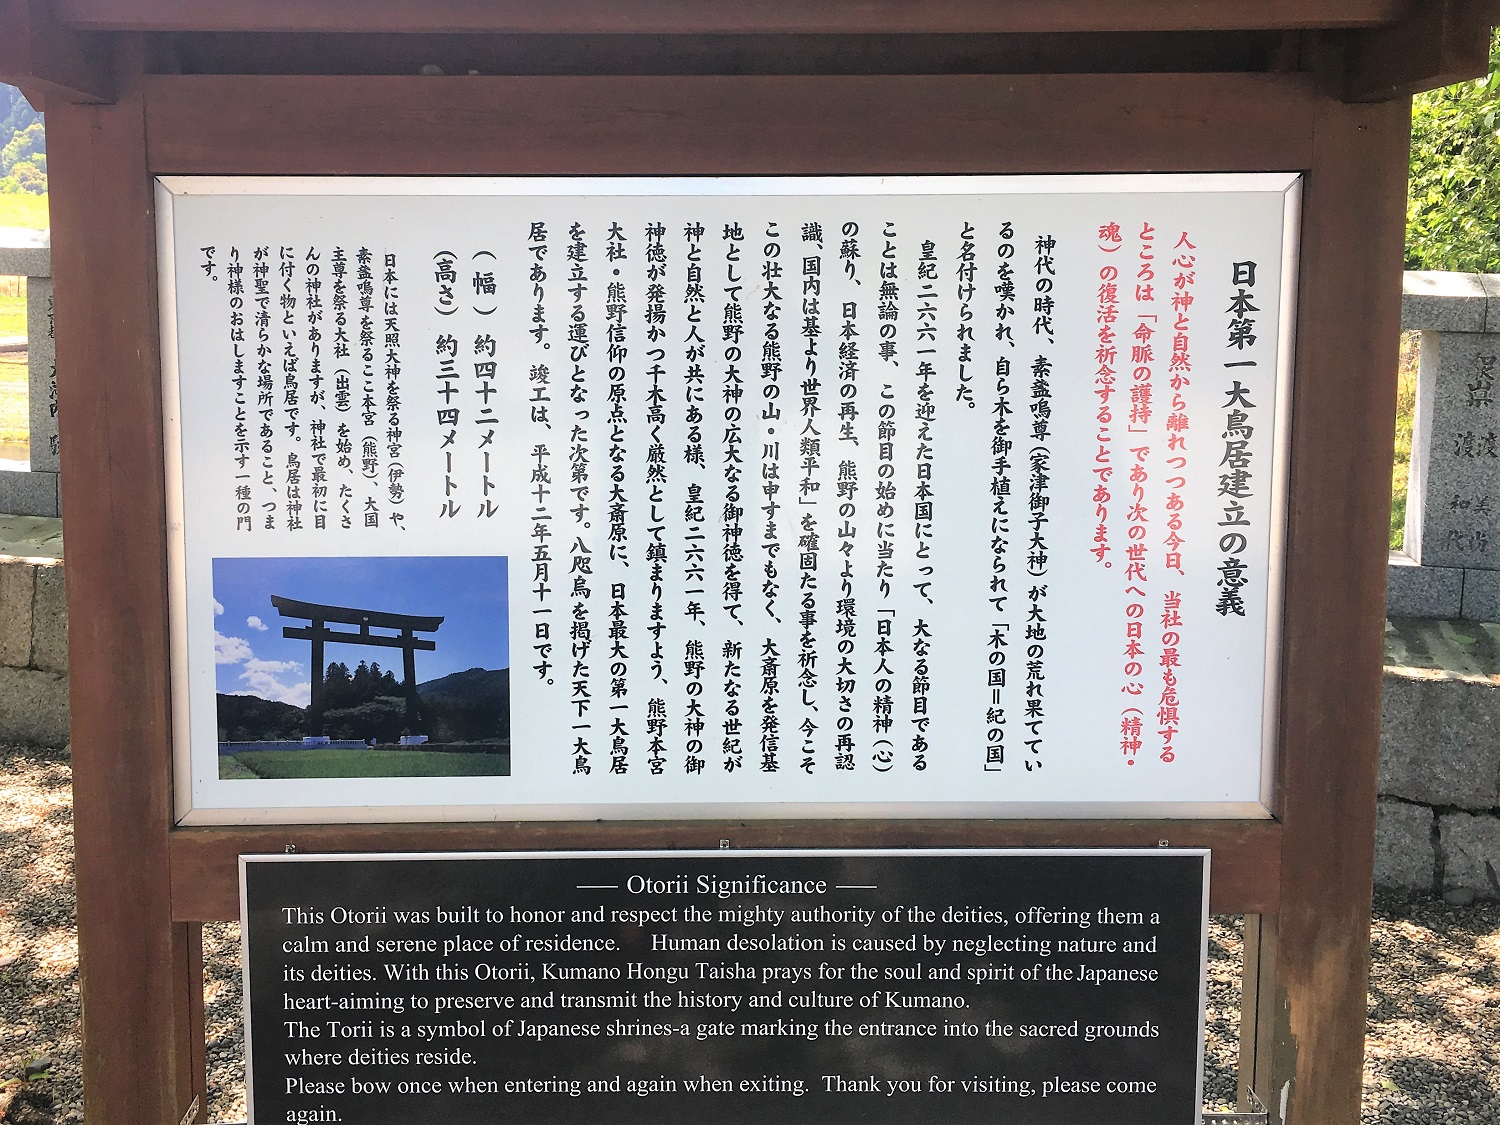 日本第一大鳥居建立の意義
人心が神と自然から離れつつある今日、当社の最も危惧する
ところは「命脈の護持」であり次の世代への日本の心（精神・
魂）の復活を祈念することであります。
神代の時代、素盞嗚尊（家津御子大神）が大地の荒れ果ててい
るのを嘆かれ、自ら木を御手植えになられて「木の国＝紀の国」
と名付けられました。
皇紀二六六一年を迎えた日本国にとって、大なる節目である
ことは無論の事、この節目の始めに当たり「日本人の精神（心）
の蘇り、日本経済の再生、熊野の山々より環境の大切さの再認
識、国内は基より世界人類平和」を確固たる事を祈念し、今こそ
この壮大なる熊野の山・川は申すまでもなく、大斎原を発信基
地として熊野の大神の広大なる御神徳を得て、新たなる世紀が
神と自然と人が共にある様、皇紀二六六一年、熊野の大神の御
神徳が発揚かつ千木高く厳然として鎮まりますよう、熊野本宮
大社・熊野信仰の原点となる大斎原に、日本最大の第一大鳥居
を建立する運びとなった次第です。八咫烏を掲げた天下一大鳥
居であります。竣工は、平成十二年五月十一日です。
（幅）約四十二メートル
（高さ）約三十四メートル
日本には天照大神を祭る神宮（伊勢）や、
素盞嗚尊を祭るここ本宮（熊野）、大国
主尊を祭る大社（出雲）を始め、たくさ
んの神社がありますが、神社で最初に目
に付く物といえば鳥居です。鳥居は神社
が神聖で清らかな場所であること、つま
り神様のおはしますことを示す一種の門
です。
— Otorii Significance —
This Otorii was built to honor and respect the mighty authority of the deities, offering them a
calm and serene place of residence. Human desolation is caused by neglecting nature and
its deities. With this Otorii, Kumano Hongu Taisha prays for the soul and spirit of the Japanese
heart-aiming to preserve and transmit the history and culture of Kumano.
The Torii is a symbol of Japanese shrines-a gate marking the entrance into the sacred grounds
where deities reside.
Please bow once when entering and again when exiting. Thank you for visiting, please come
again.